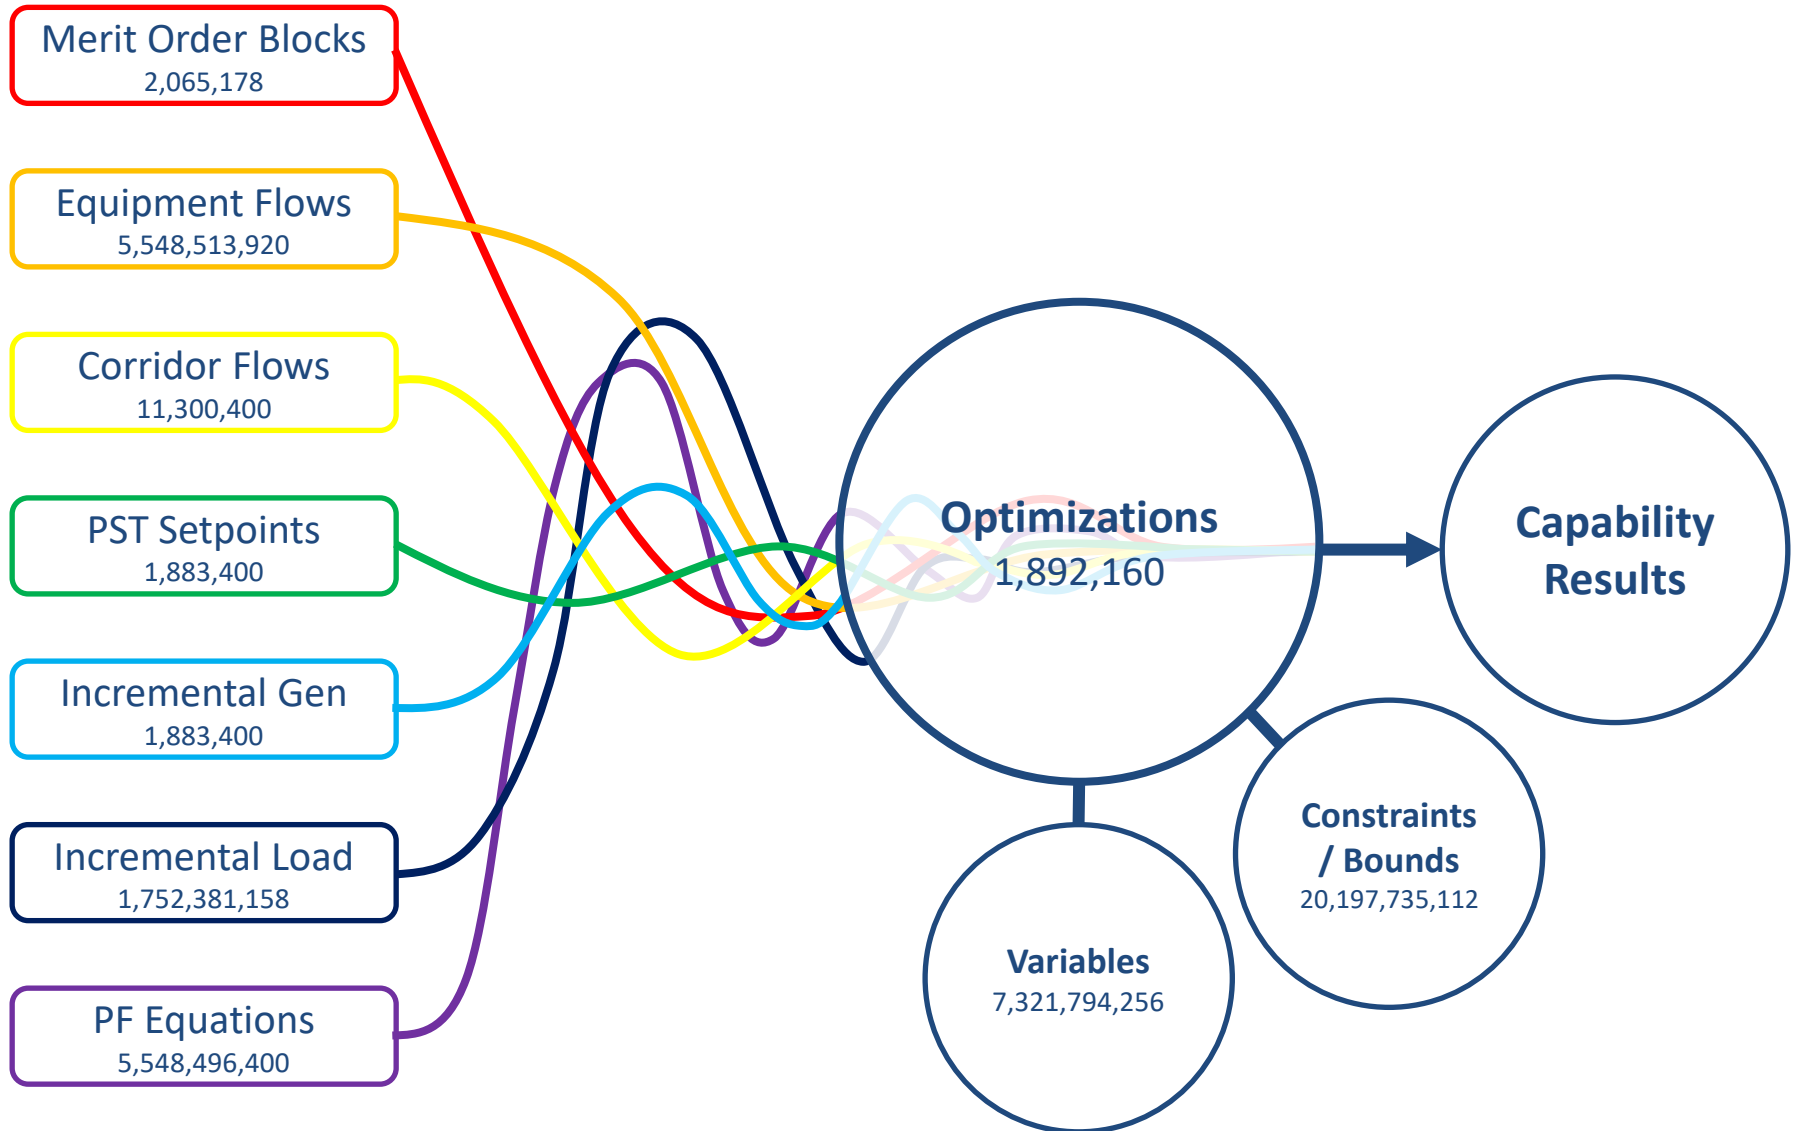 Merit Order Blocks
2,065,178
Equipment Flows
5,548,513,920
Corridor Flows
11,300,400
PST Setpoints
1,883,400
Incremental Gen
1,883,400
Incremental Load
1,752,381,158
PF Equations
5,548,496,400
Optimizations
1,892,160
Capability
Results
Constraints
/ Bounds
20,197,735,112
Variables
7,321,794,256